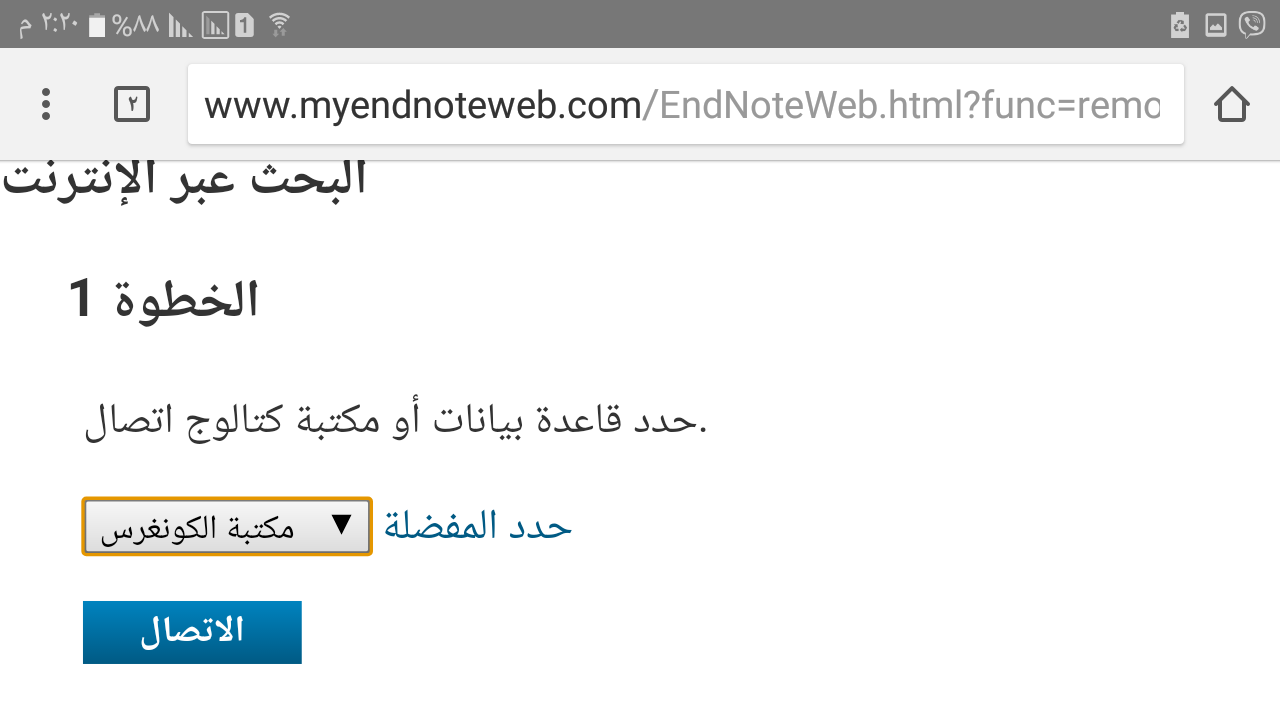 م ٢:٢٠ %٨٨ 1
٢ www.myendnoteweb.com/EndNoteWeb.html?func=remo
البحث عبر الإنترنت
الخطوة 1
حدد قاعدة بيانات أو مكتبة كتالوج اتصال.
مكتبة الكونغرس ▼ حدد المفضلة
الاتصال